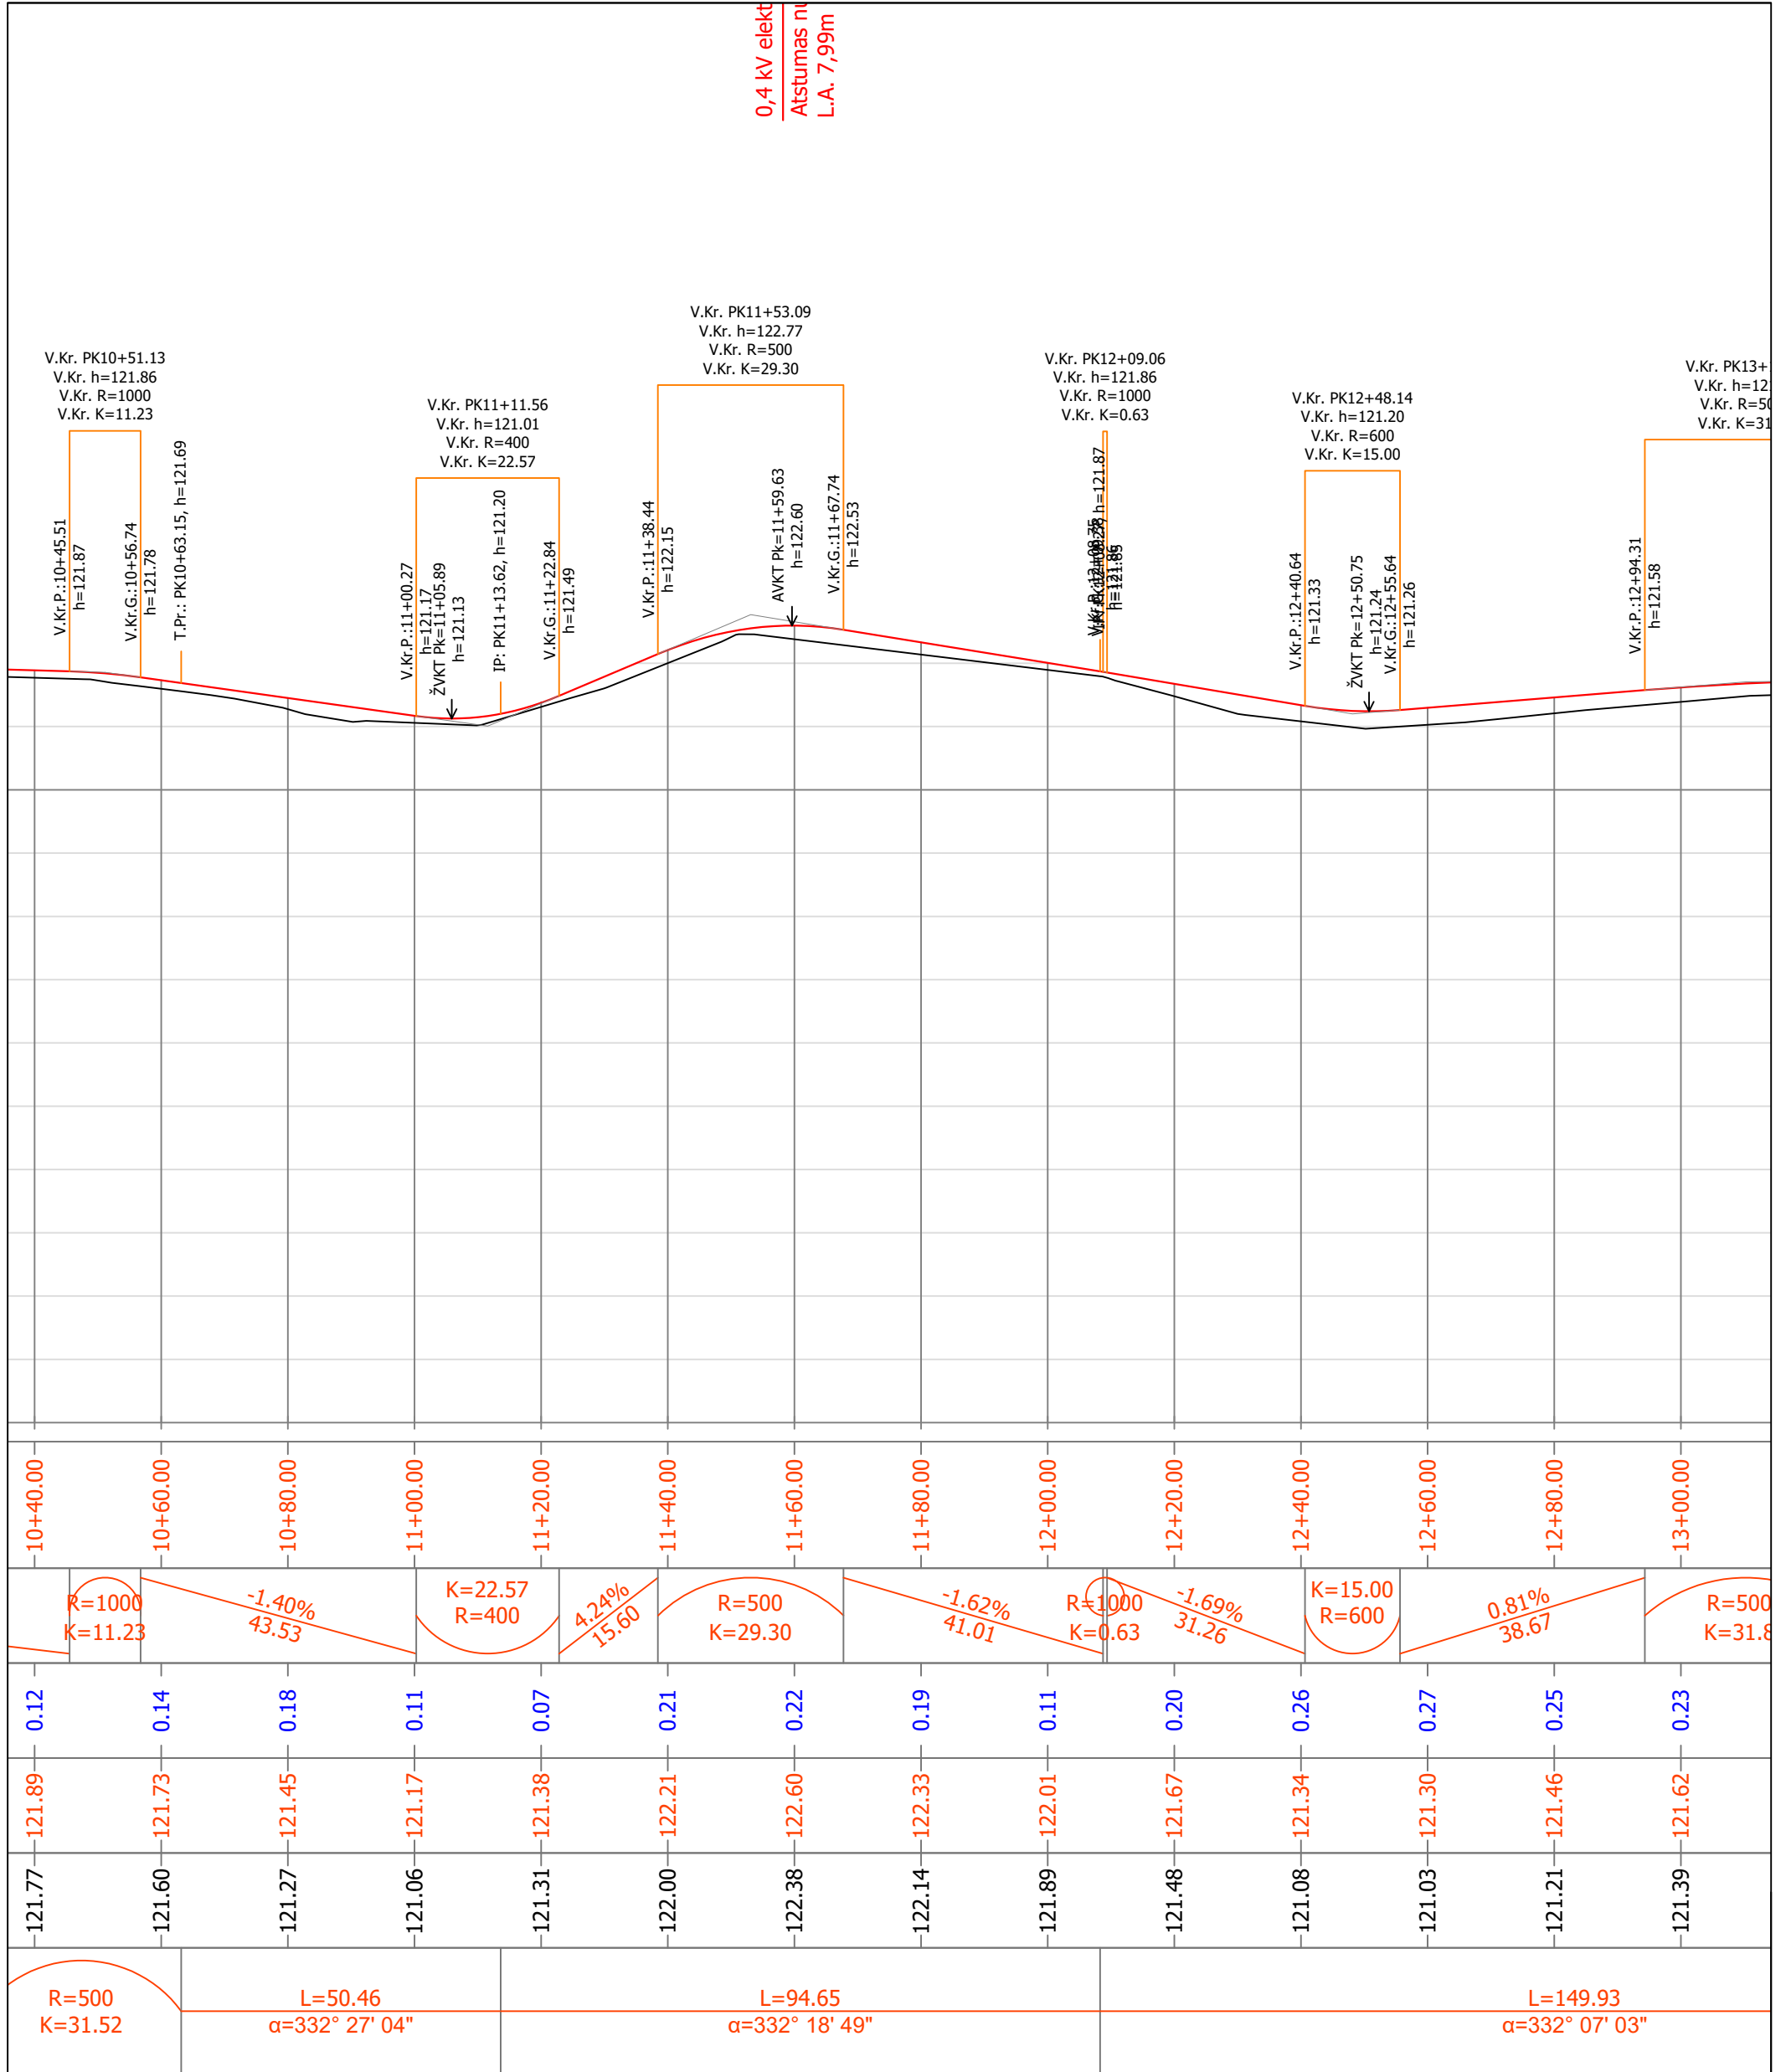 0,4 kV elekt
Atstumas nu
L.A. 7,99m
V.Kr. PK10+51.13
V.Kr. h=121.86
V.Kr. R=1000
V.Kr. K=11.23
V.Kr. PK11+11.56
V.Kr. h=121.01
V.Kr. R=400
V.Kr. K=22.57
V.Kr. PK11+53.09
V.Kr. h=122.77
V.Kr. R=500
V.Kr. K=29.30
V.Kr. PK12+09.06
V.Kr. h=121.86
V.Kr. R=1000
V.Kr. K=0.63
V.Kr. PK12+48.14
V.Kr. h=121.20
V.Kr. R=600
V.Kr. K=15.00
V.Kr. PK13+
V.Kr. h=12
V.Kr. R=50
V.Kr. K=31
V.Kr.P.:10+45.51
h=121.87
V.Kr.G.:10+56.74
h=121.78
T.Pr.: PK10+63.15, h=121.69
V.Kr.P.:11+00.27
h=121.17
ŽVKT Pk=11+05.89
h=121.13
IP: PK11+13.62, h=121.20
V.Kr.G.:11+22.84
h=121.49
V.Kr.P.:11+38.44
h=122.15
AVKT Pk=11+59.63
h=122.60
V.Kr.G.:11+67.74
h=122.53
h=121.87
V.Kr.P.:12+40.64
h=121.33
ŽVKT Pk=12+50.75
h=121.24
V.Kr.G.:12+55.64
h=121.26
V.Kr.P.:12+94.31
h=121.58
10+40.00 10+60.00 10+80.00 11+00.00 11+20.00 11+40.00 11+60.00 11+80.00 12+00.00 12+20.00 12+40.00 12+60.00 12+80.00 13+00.00
R=1000
K=11.23
-1.40%
43.53
K=22.57
R=400
4.24%
15.60
R=500
K=29.30
-1.62%
41.01
R=1000
K=0.63
-1.69%
31.26
K=15.00
R=600
0.81%
38.67
R=500
K=31.8
0.12 0.14 0.18 0.11 0.07 0.21 0.22 0.19 0.11 0.20 0.26 0.27 0.25 0.23
121.89 121.73 121.45 121.17 121.38 122.21 122.60 122.33 122.01 121.67 121.34 121.30 121.46 121.62
121.77 121.60 121.27 121.06 121.31 122.00 122.38 122.14 121.89 121.48 121.08 121.03 121.21 121.39
R=500
K=31.52
L=50.46
α=332° 27' 04"
L=94.65
α=332° 18' 49"
L=149.93
α=332° 07' 03"